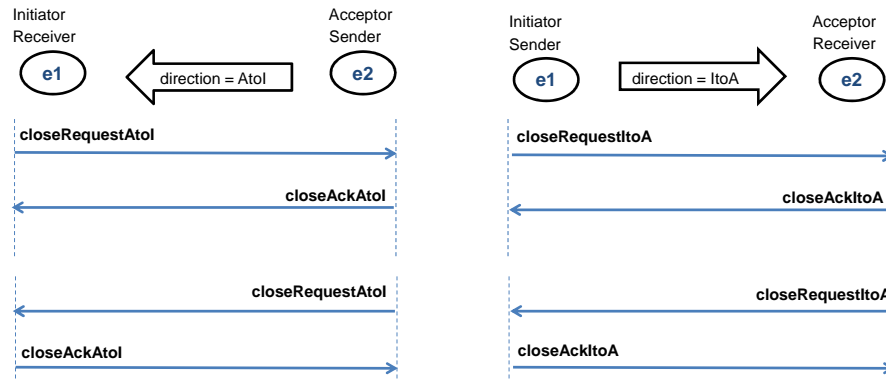 Initiator
Receiver
Acceptor
Sender
e1
direction = AtoI
e2
closeRequestAtoI
closeAckAtoI
closeRequestAtoI
closeAckAtoI
Initiator
Sender
Acceptor
Receiver
e1
direction = ItoA
e2
closeRequestItoA
closeAckItoA
closeRequestItoA
closeAckItoA